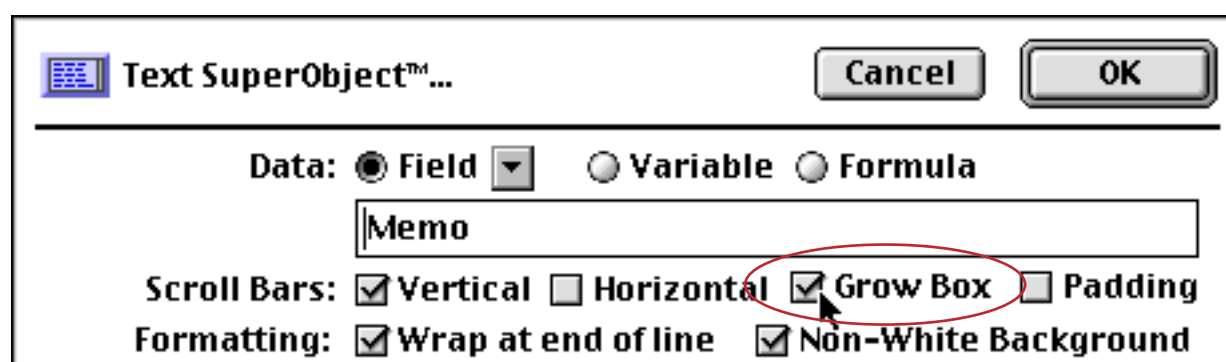 Text SuperObject™... Cancel OK
Data: Field Variable Formula
Memo
Scroll Bars: Vertical Horizontal Grow Box Padding
Formatting: Wrap at end of line Non-White Background